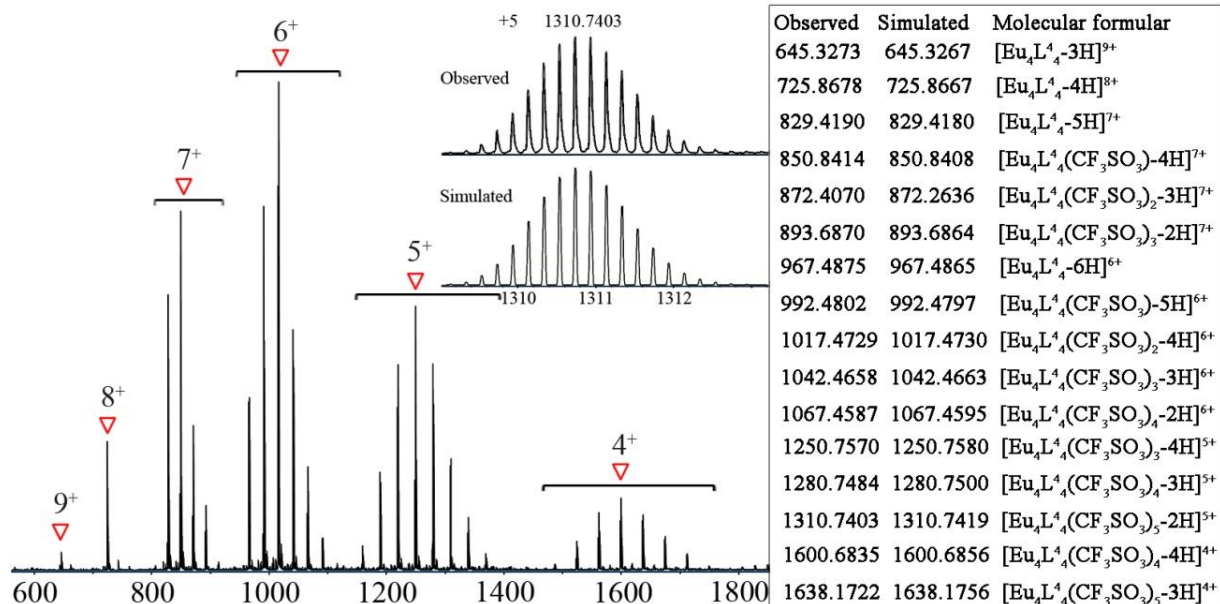 +5 1310.7403
Observed
Simulated
1310 1311 1312
9⁺
8⁺
7⁺
6⁺
5⁺
4⁺
600 800 1000 1200 1400 1600 1800
Observed Simulated Molecular formular
645.3273 645.3267 [Eu₄L⁴₄-3H]⁹⁺
725.8678 725.8667 [Eu₄L⁴₄-4H]⁸⁺
829.4190 829.4180 [Eu₄L⁴₄-5H]⁷⁺
850.8414 850.8408 [Eu₄L⁴₄(CF₃SO₃)-4H]⁷⁺
872.4070 872.2636 [Eu₄L⁴₄(CF₃SO₃)₂-3H]⁷⁺
893.6870 893.6864 [Eu₄L⁴₄(CF₃SO₃)₃-2H]⁷⁺
967.4875 967.4865 [Eu₄L⁴₄-6H]⁶⁺
992.4802 992.4797 [Eu₄L⁴₄(CF₃SO₃)-5H]⁶⁺
1017.4729 1017.4730 [Eu₄L⁴₄(CF₃SO₃)₂-4H]⁶⁺
1042.4658 1042.4663 [Eu₄L⁴₄(CF₃SO₃)₃-3H]⁶⁺
1067.4587 1067.4595 [Eu₄L⁴₄(CF₃SO₃)₄-2H]⁶⁺
1250.7570 1250.7580 [Eu₄L⁴₄(CF₃SO₃)₃-4H]⁵⁺
1280.7484 1280.7500 [Eu₄L⁴₄(CF₃SO₃)₄-3H]⁵⁺
1310.7403 1310.7419 [Eu₄L⁴₄(CF₃SO₃)₅-2H]⁵⁺
1600.6835 1600.6856 [Eu₄L⁴₄(CF₃SO₃)₄-4H]⁴⁺
1638.1722 1638.1756 [Eu₄L⁴₄(CF₃SO₃)₅-3H]⁴⁺